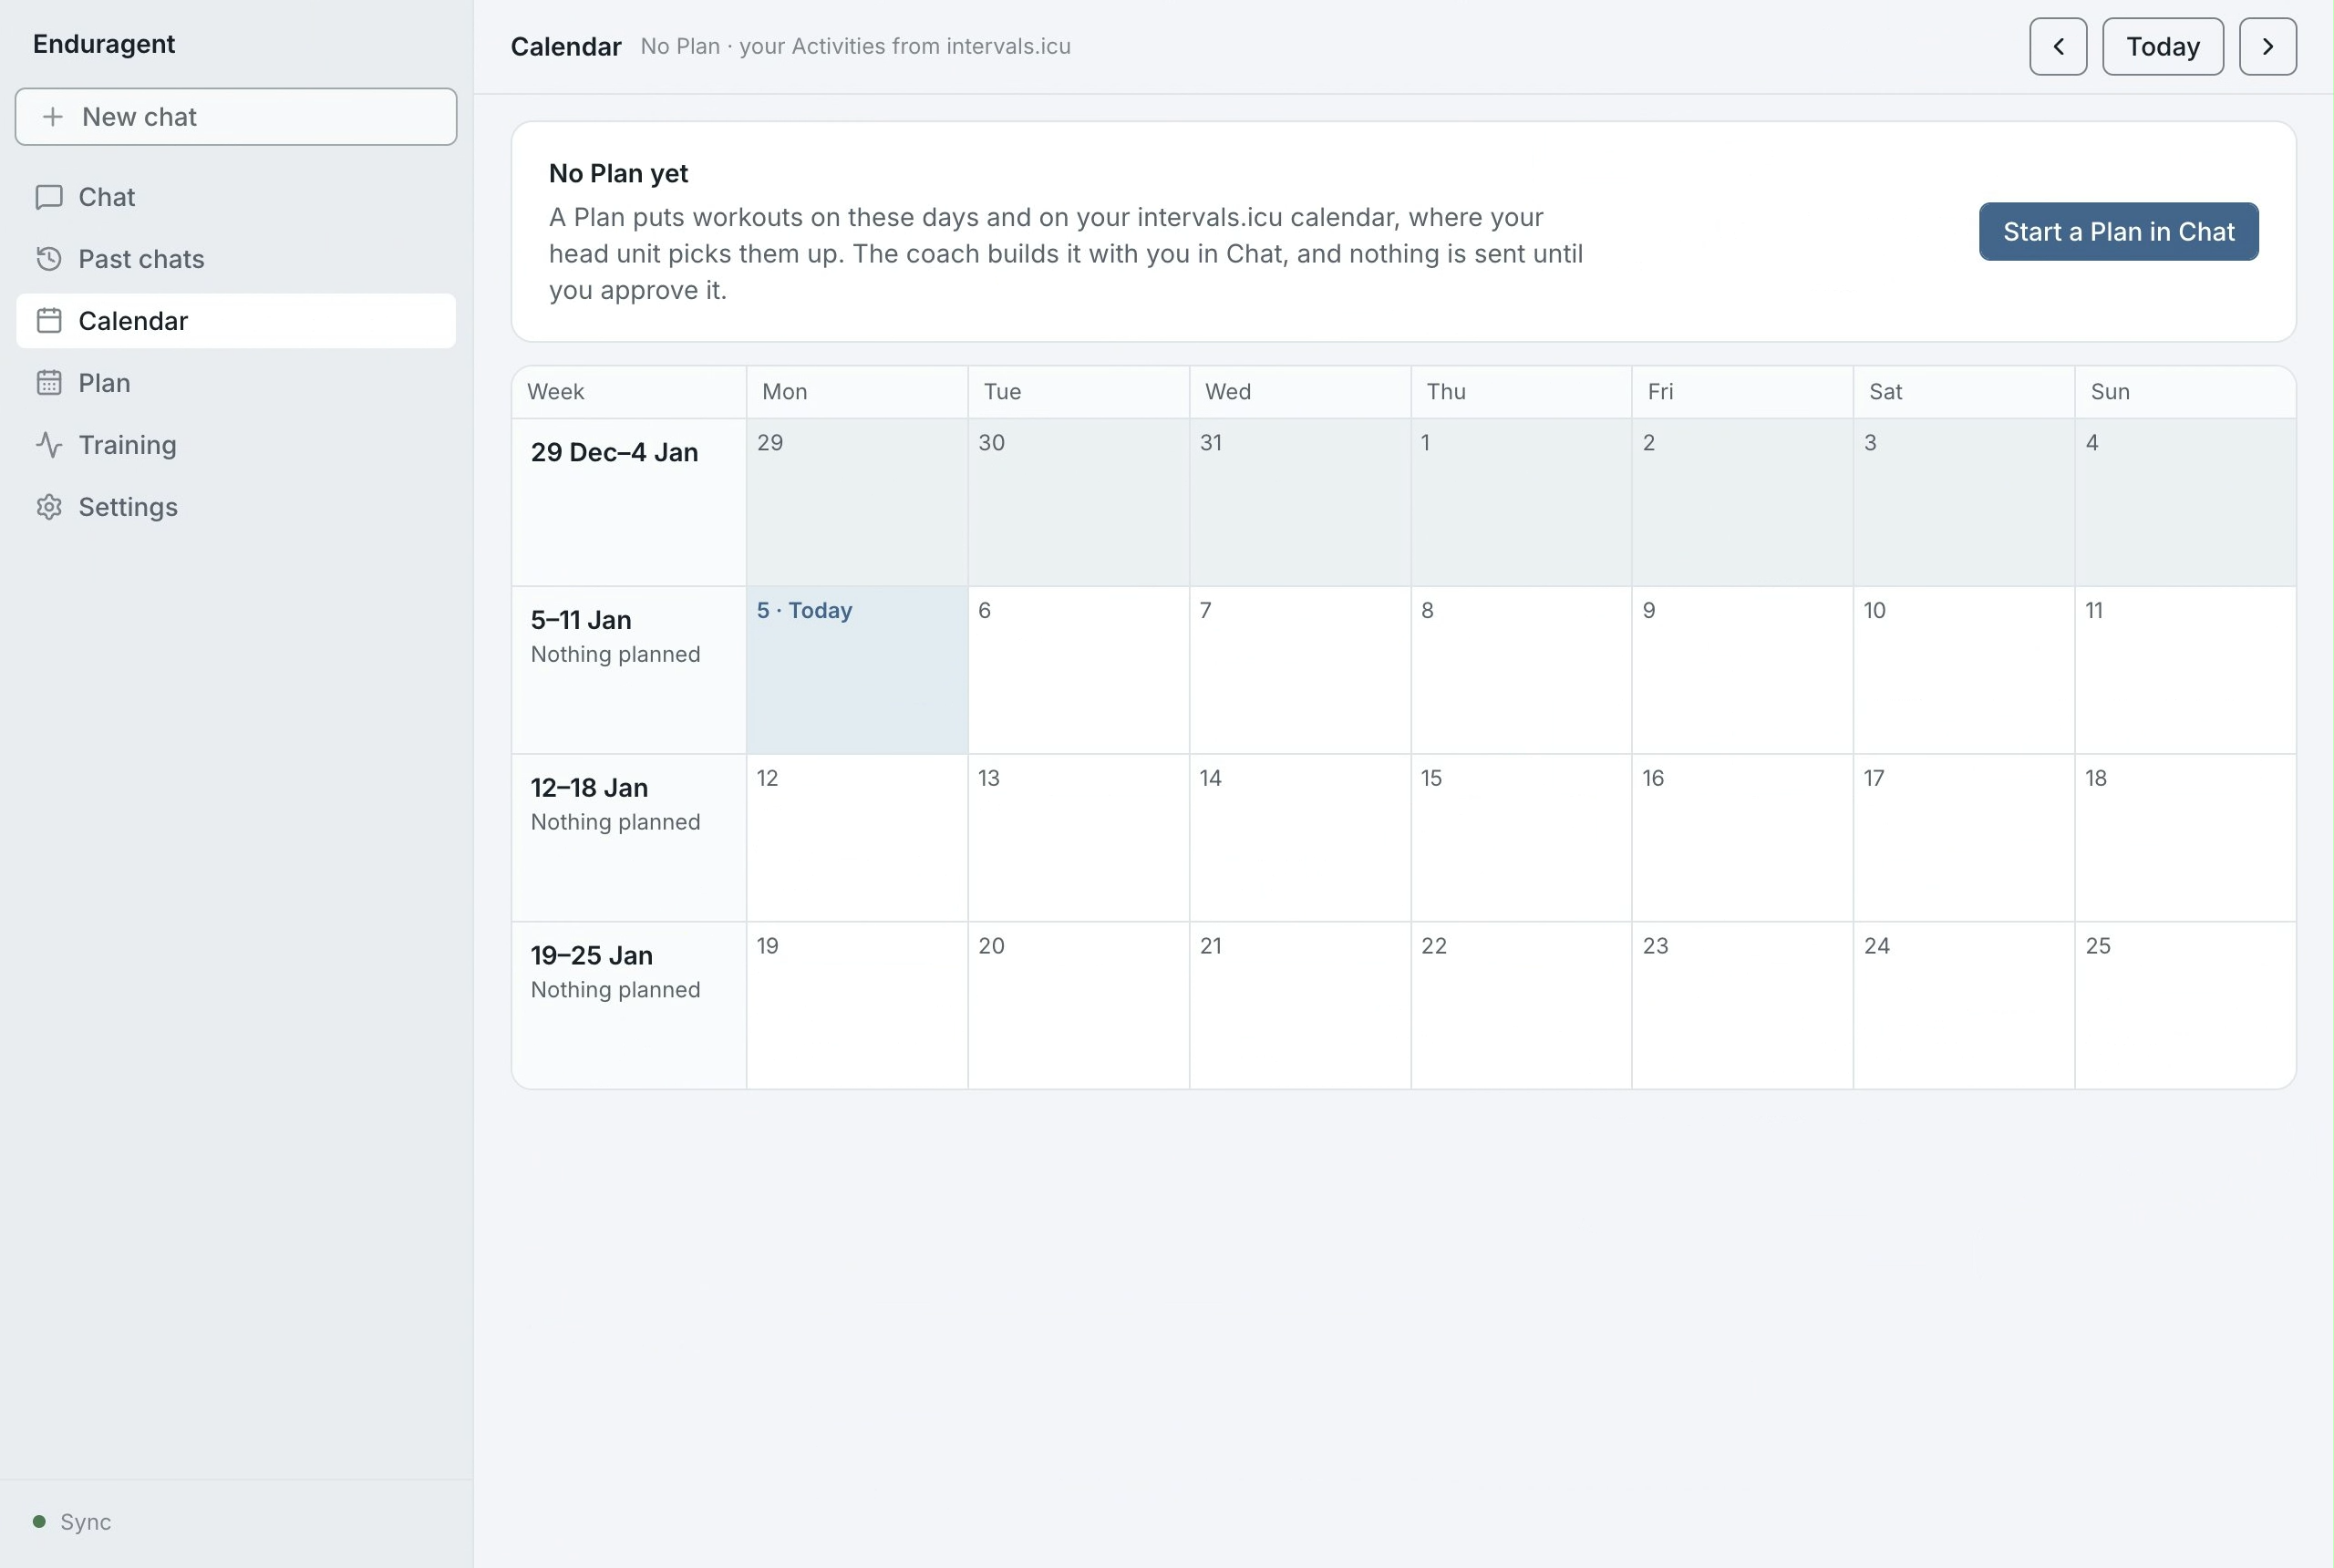 Enduragent
New chat
Chat
Past chats
Calendar
Plan
Training
Settings
Sync
Calendar No Plan · your Activities from intervals.icu
Today
No Plan yet
A Plan puts workouts on these days and on your intervals.icu calendar, where your
head unit picks them up. The coach builds it with you in Chat, and nothing is sent until
you approve it.
Start a Plan in Chat
Week Mon Tue Wed Thu Fri Sat Sun
29 Dec–4 Jan 29 30 31 1 2 3 4
5–11 Jan 5 · Today 6 7 8 9 10 11
Nothing planned
12–18 Jan 12 13 14 15 16 17 18
Nothing planned
19–25 Jan 19 20 21 22 23 24 25
Nothing planned